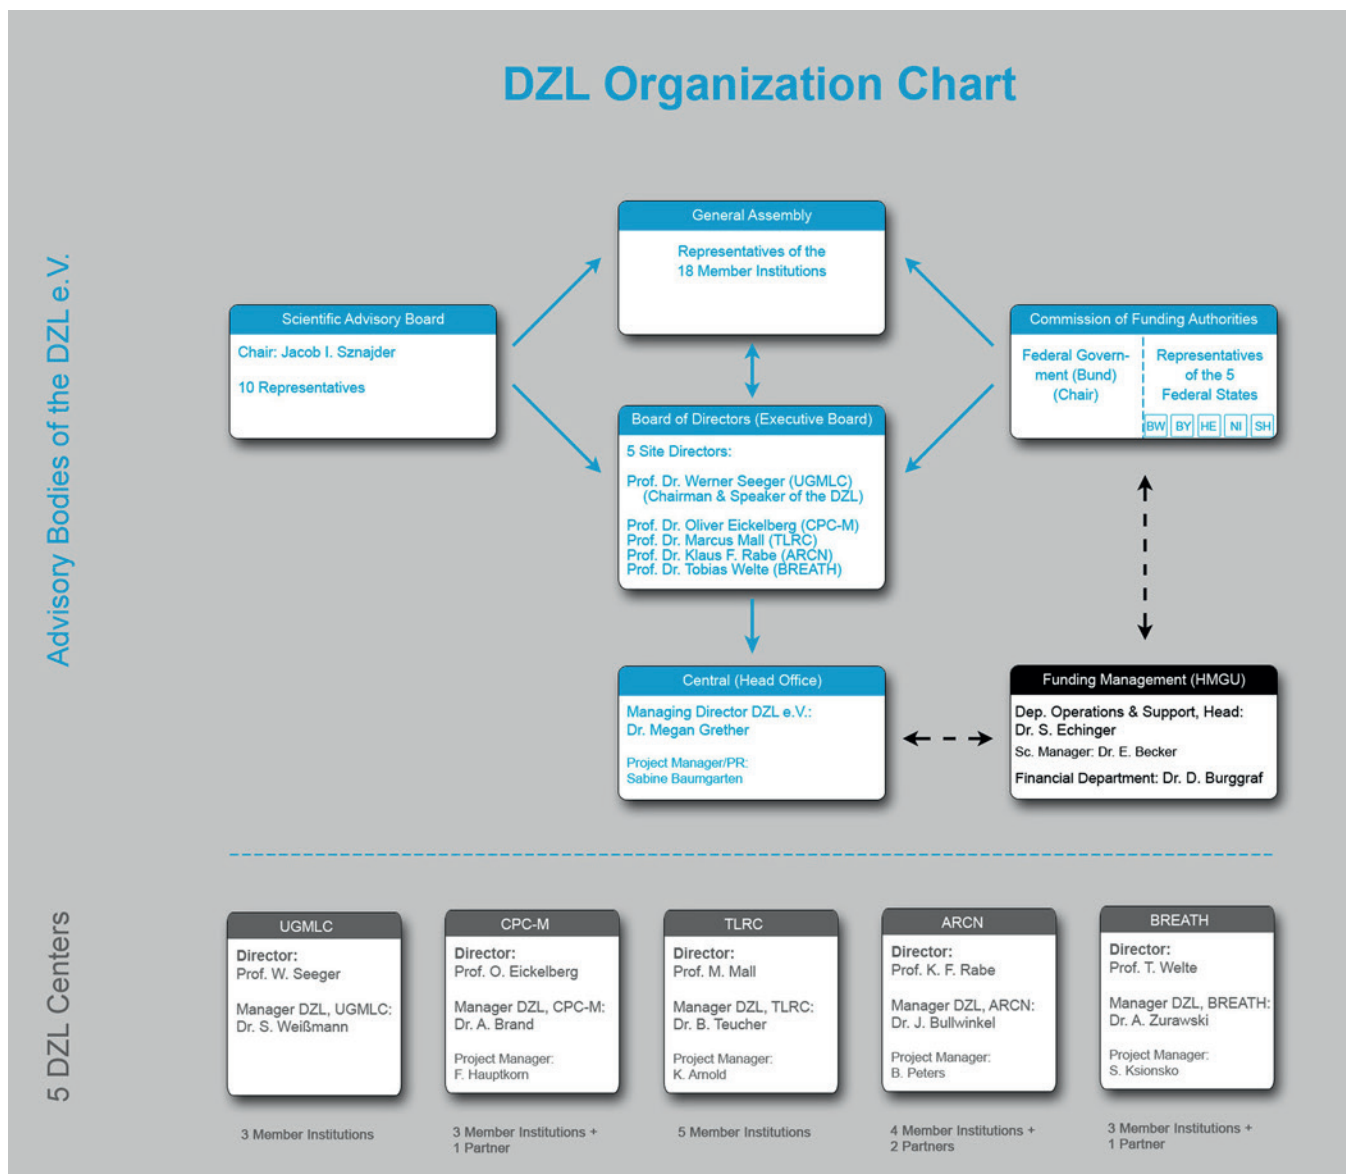 DZL Organization Chart
Advisory Bodies of the DZL e.V.
General Assembly
Representatives of the
18 Member Institutions
Scientific Advisory Board
Chair: Jacob I. Sznajder
10 Representatives
Commission of Funding Authorities
Federal Govern-
ment (Bund)
(Chair)
Representatives
of the 5
Federal States
BW BY HE NI SH
Board of Directors (Executive Board)
5 Site Directors:
Prof. Dr. Werner Seeger (UGMLC)
(Chairman & Speaker of the DZL)
Prof. Dr. Oliver Eickelberg (CPC-M)
Prof. Dr. Marcus Mall (TLRC)
Prof. Dr. Klaus F. Rabe (ARCN)
Prof. Dr. Tobias Welte (BREATH)
Central (Head Office)
Managing Director DZL e.V.:
Dr. Megan Grether
Project Manager/PR:
Sabine Baumgarten
Funding Management (HMGU)
Dep. Operations & Support, Head:
Dr. S. Echinger
Sc. Manager: Dr. E. Becker
Financial Department: Dr. D. Burggraf
5 DZL Centers
UGMLC
Director:
Prof. W. Seeger
Manager DZL, UGMLC:
Dr. S. Weißmann
3 Member Institutions
CPC-M
Director:
Prof. O. Eickelberg
Manager DZL, CPC-M:
Dr. A. Brand
Project Manager:
F. Hauptkorn
3 Member Institutions +
1 Partner
TLRC
Director:
Prof. M. Mall
Manager DZL, TLRC:
Dr. B. Teucher
Project Manager:
K. Arnold
5 Member Institutions
ARCN
Director:
Prof. K. F. Rabe
Manager DZL, ARCN:
Dr. J. Bullwinkel
Project Manager:
B. Peters
4 Member Institutions +
2 Partners
BREATH
Director:
Prof. T. Welte
Manager DZL, BREATH:
Dr. A. Zurawski
Project Manager:
S. Ksionsko
3 Member Institutions +
1 Partner